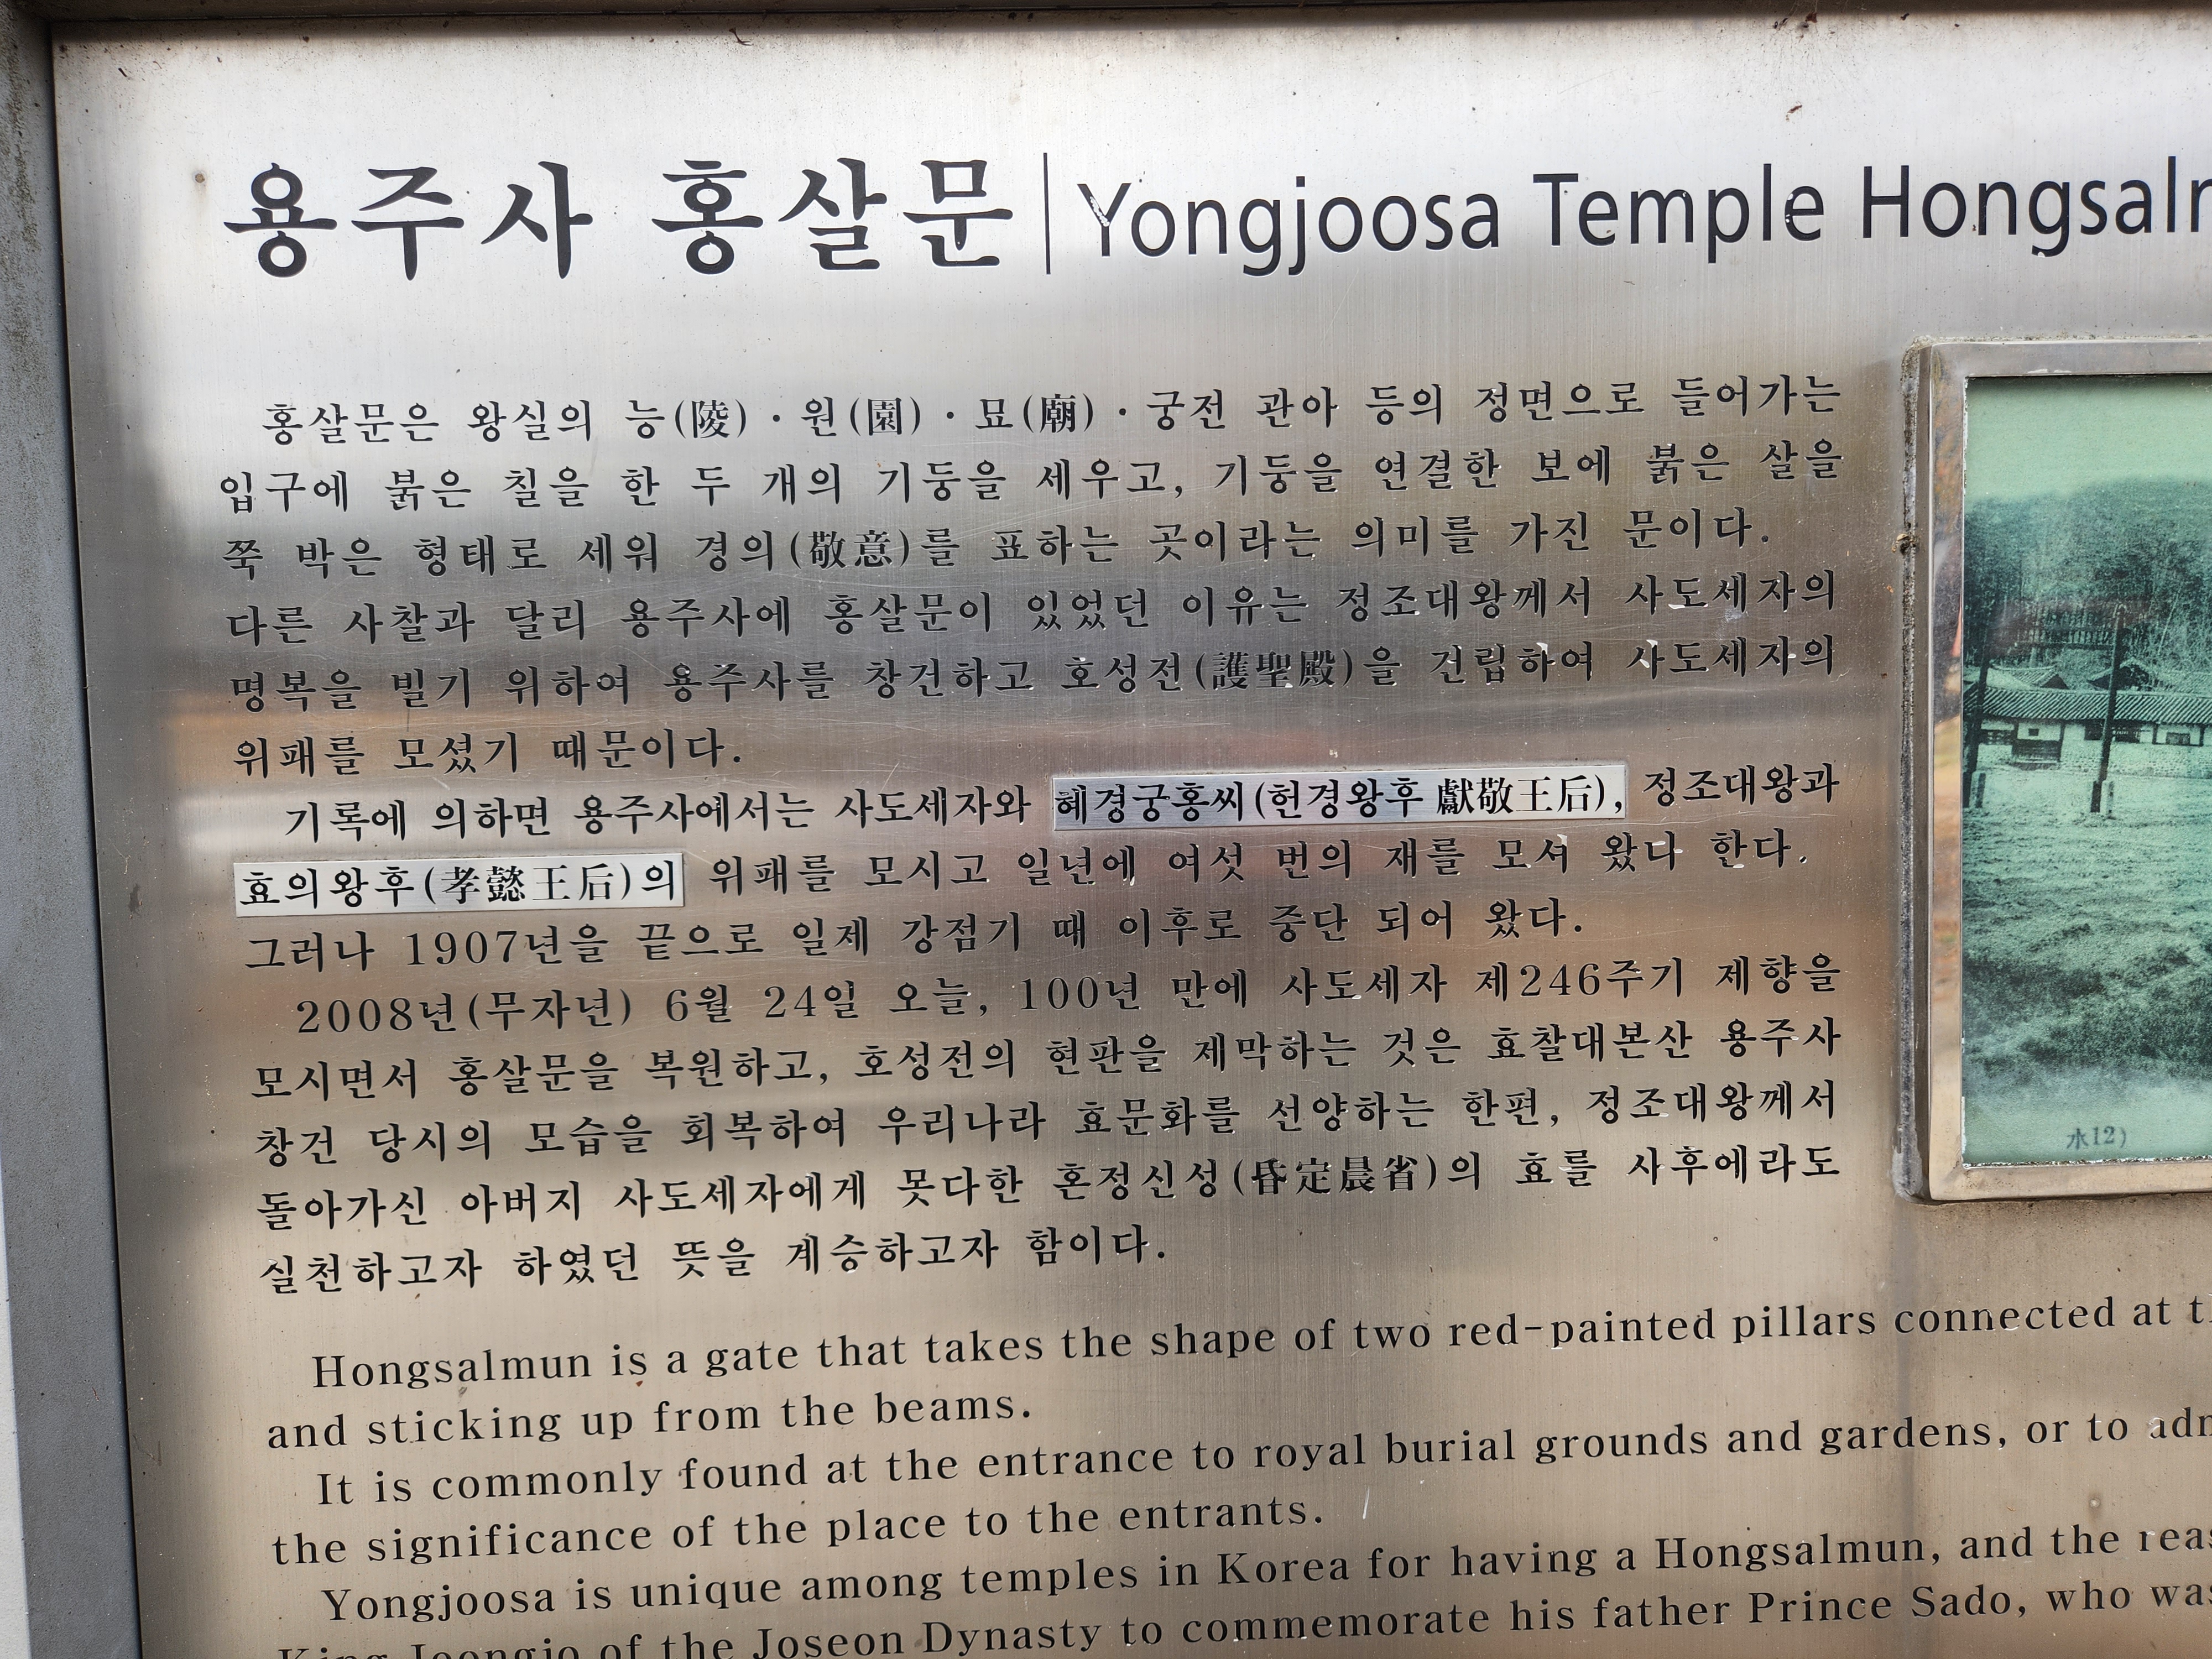 용주사 홍살문 | Yongjoosa Temple
홍살문은 왕실의 능(陵)·원(園)·묘(廟)·궁전 관아 등의 정면으로 들어가는
입구에 붉은 칠을 한 두 개의 기둥을 세우고, 기둥을 연결한 보에 붉은 살을
쭉 박은 형태로 세워 경의(敬意)를 표하는 곳이라는 의미를 가진 문이다.
다른 사찰과 달리 용주사에 홍살문이 있었던 이유는 정조대왕께서 사도세자의
명복을 빌기 위하여 용주사를 창건하고 호성전(護聖殿)을 건립하여 사도세자의
위패를 모셨기 때문이다.
기록에 의하면 용주사에서는 사도세자와 혜경궁홍씨(헌경왕후 獻敬王后), 정조대왕과
효의왕후(孝懿王后)의 위패를 모시고 일년에 여섯 번의 재를 모셔 왔다 한다.
그러나 1907년을 끝으로 일제 강점기 때 이후로 중단 되어 왔다.
2008년(무자년) 6월 24일 오늘, 100년 만에 사도세자 제246주기 제향을
모시면서 홍살문을 복원하고, 호성전의 현판을 제막하는 것은 효찰대본산 용주사
창건 당시의 모습을 회복하여 우리나라 효문화를 선양하는 한편, 정조대왕께서
돌아가신 아버지 사도세자에게 못다한 혼정신성(昏定晨省)의 효를 사후에라도
실천하고자 하였던 뜻을 계승하고자 함이다.
水12)
Hongsalmun is a gate that takes the shape of two red-painted pillars connected at
and sticking up from the beams.
It is commonly found at the entrance to royal burial grounds and gardens, or to
the significance of the place to the entrants.
Yongjoosa is unique among temples in Korea for having a Hongsalmun, and the
King Jeongjo of the Joseon Dynasty to commemorate his father Prince Sado, who